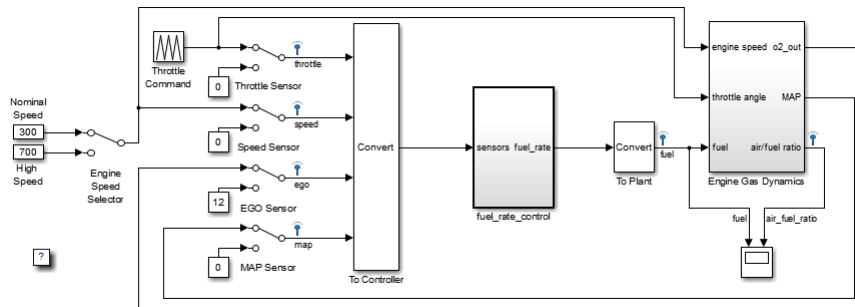 engine speed o2_out
throttle
Throttle
Command
0
Throttle Sensor
Nominal
Speed
300
throttle angle MAP
speed
0
Speed Sensor
Convert
sensors fuel_rate
Convert
fuel
fuel air/fuel ratio
700
High
Speed
Engine
Speed
Selector
ego
12
EGO Sensor
To Plant
Engine Gas Dynamics
fuel_rate_control
fuel
air_fuel_ratio
map
0
MAP Sensor
To Controller
?